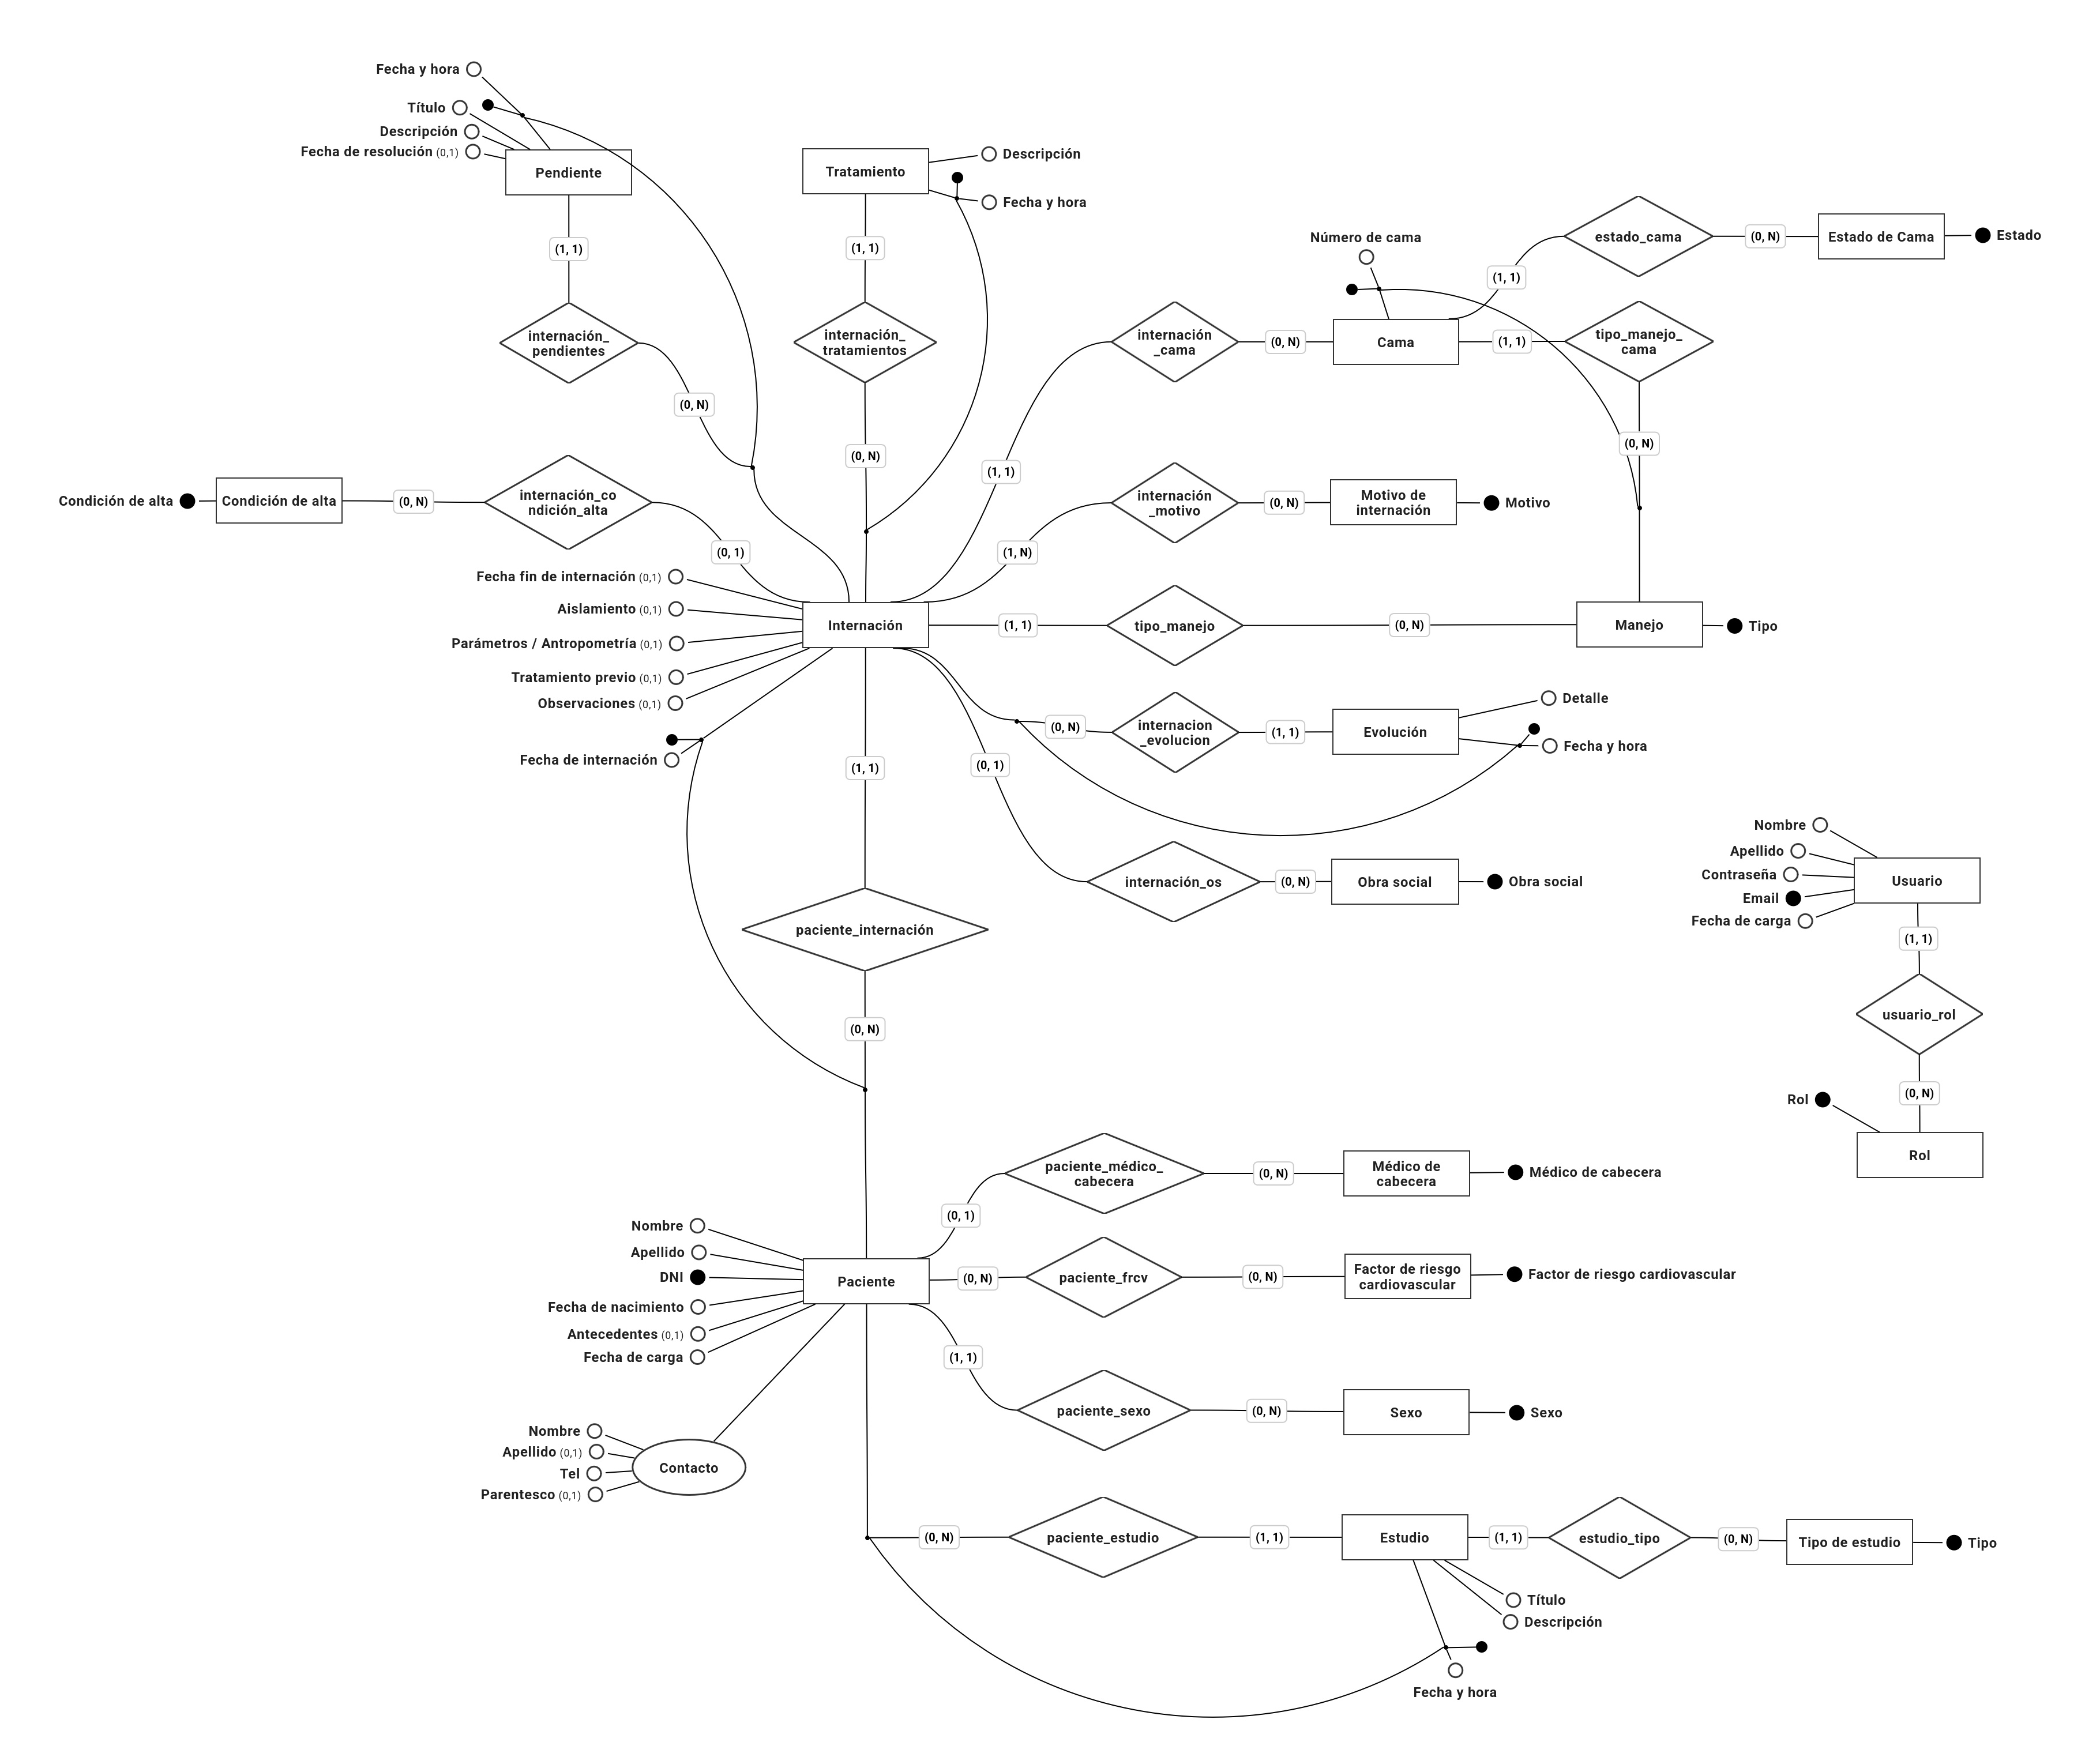 Fecha y hora
Título
Descripción
Fecha de resolución (0,1)
Pendiente
(1, 1)
internación_
pendientes
(0, N)
Tratamiento
Descripción
Fecha y hora
(1, 1)
internación_
tratamientos
(0, N)
Número de cama
Cama
(1, 1)
estado_cama
(0, N)
Estado de Cama
Estado
(1, 1)
tipo_manejo_
cama
(0, N)
internación
_cama
(0, N)
(1, 1)
Condición de alta
Condición de alta
(0, N)
internación_co
ndición_alta
(0, 1)
internación
_motivo
(0, N)
(1, N)
Motivo de
internación
Motivo
Fecha fin de internación (0,1)
Aislamiento (0,1)
Parámetros / Antropometría (0,1)
Tratamiento previo (0,1)
Observaciones (0,1)
Fecha de internación
Internación
(1, 1)
tipo_manejo
(0, N)
Manejo
Tipo
(0, N)
internacion
_evolucion
(1, 1)
Evolución
Detalle
Fecha y hora
(0, 1)
internación_os
(0, N)
Obra social
Obra social
(1, 1)
paciente_internación
(0, N)
Nombre
Apellido
Contraseña
Email
Fecha de carga
Usuario
(1, 1)
usuario_rol
(0, N)
Rol
Rol
paciente_médico_
cabecera
(0, N)
(0, 1)
Médico de
cabecera
Médico de cabecera
Nombre
Apellido
DNI
Fecha de nacimiento
Antecedentes (0,1)
Fecha de carga
Paciente
(0, N)
paciente_frcv
(0, N)
Factor de riesgo
cardiovascular
Factor de riesgo cardiovascular
(1, 1)
paciente_sexo
(0, N)
Sexo
Sexo
Nombre
Apellido (0,1)
Tel
Parentesco (0,1)
Contacto
(0, N)
paciente_estudio
(1, 1)
Estudio
(1, 1)
estudio_tipo
(0, N)
Tipo de estudio
Tipo
Título
Descripción
Fecha y hora